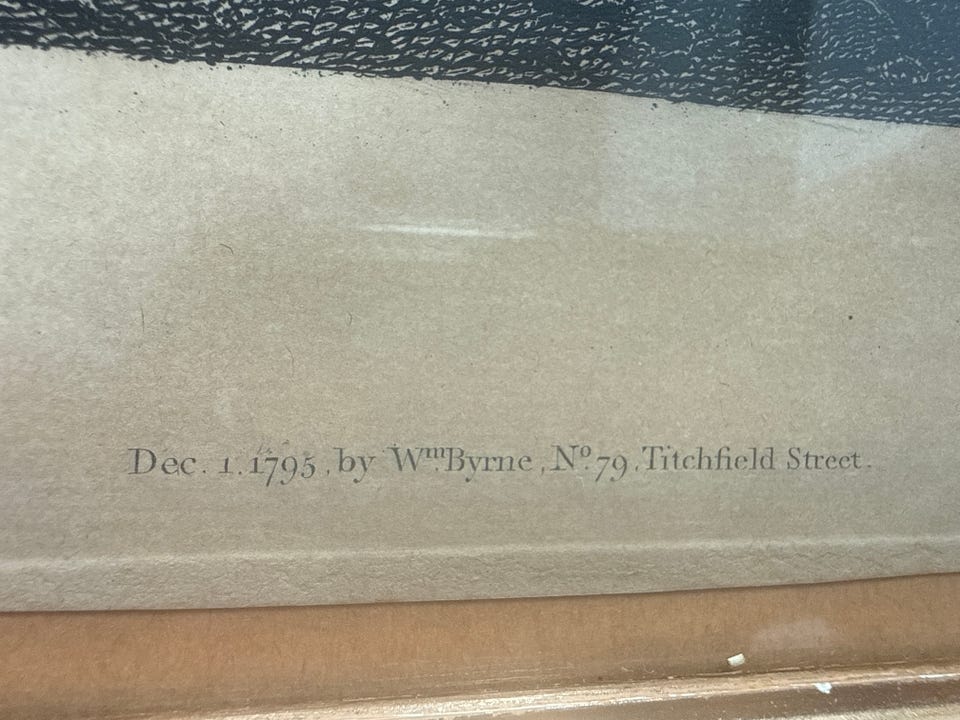 Dec. 1. 1795, by Wᵐ. Byrne, Nº. 79, Titchfield Street.